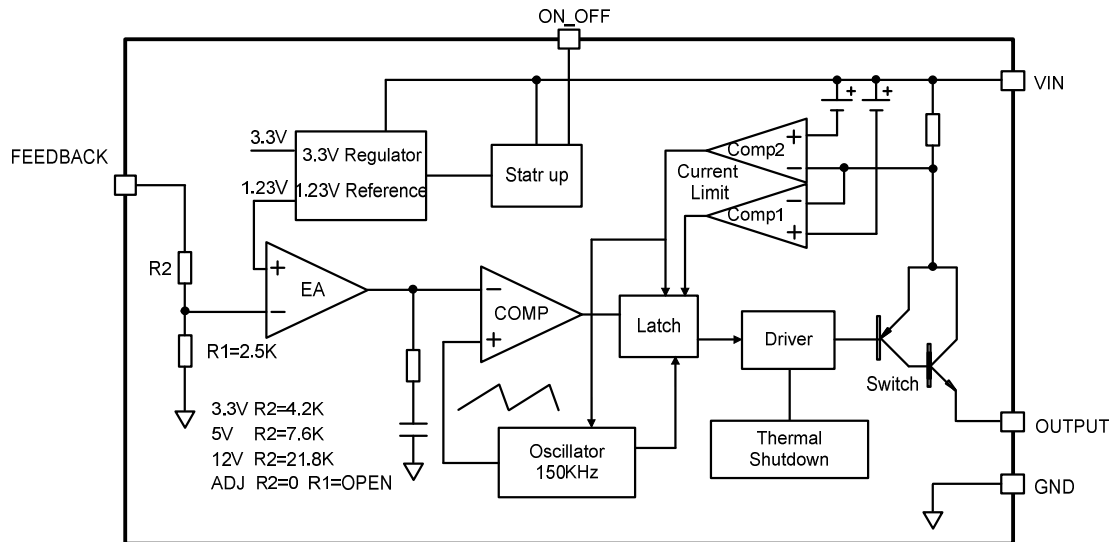 ON_OFF
VIN
FEEDBACK
3.3V
3.3V Regulator
1.23V
1.23V Reference
Statr up
+
+
+
Comp2
−
Current
Limit
−
Comp1
+
R2
+
EA
−
R1=2.5K
−
COMP
+
Latch
Driver
Switch
3.3V R2=4.2K
5V R2=7.6K
12V R2=21.8K
ADJ R2=0 R1=OPEN
Oscillator
150KHz
Thermal
Shutdown
OUTPUT
GND